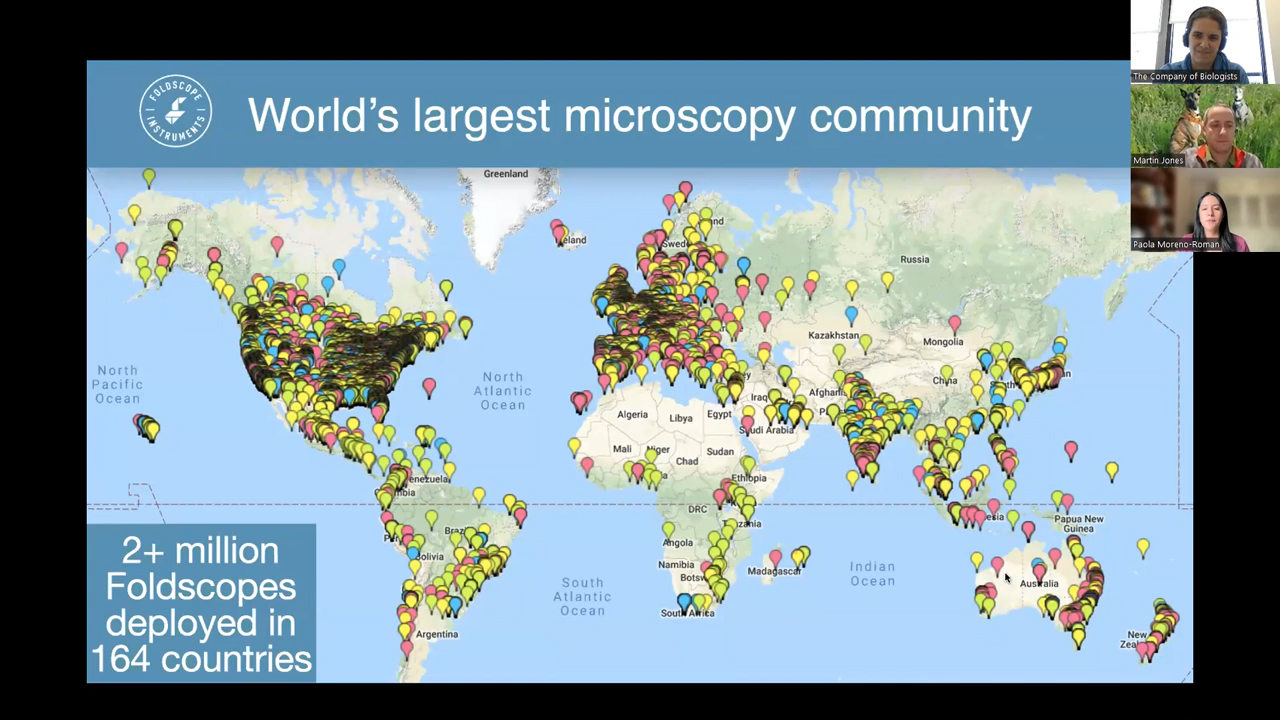 FOLDSCOPE
INSTRUMENTS
World's largest microscopy community
The Company of Biologists
Martin Jones
Paola Moreno-Roman
Greenland
Russia
Kazakhstan
Mongolia
China
North
Pacific
Ocean
North
Atlantic
Ocean
Algeria
Libya
Egypt
Iraq
Saudi Arabia
Mali
Niger
Chad
Sudan
Ethiopia
DRC
Angola
Namibia
Madagascar
South Africa
South
Atlantic
Ocean
Indian
Ocean
Papua New
Guinea
Australia
Bolivia
Argentina
2+ million
Foldscopes
deployed in
164 countries